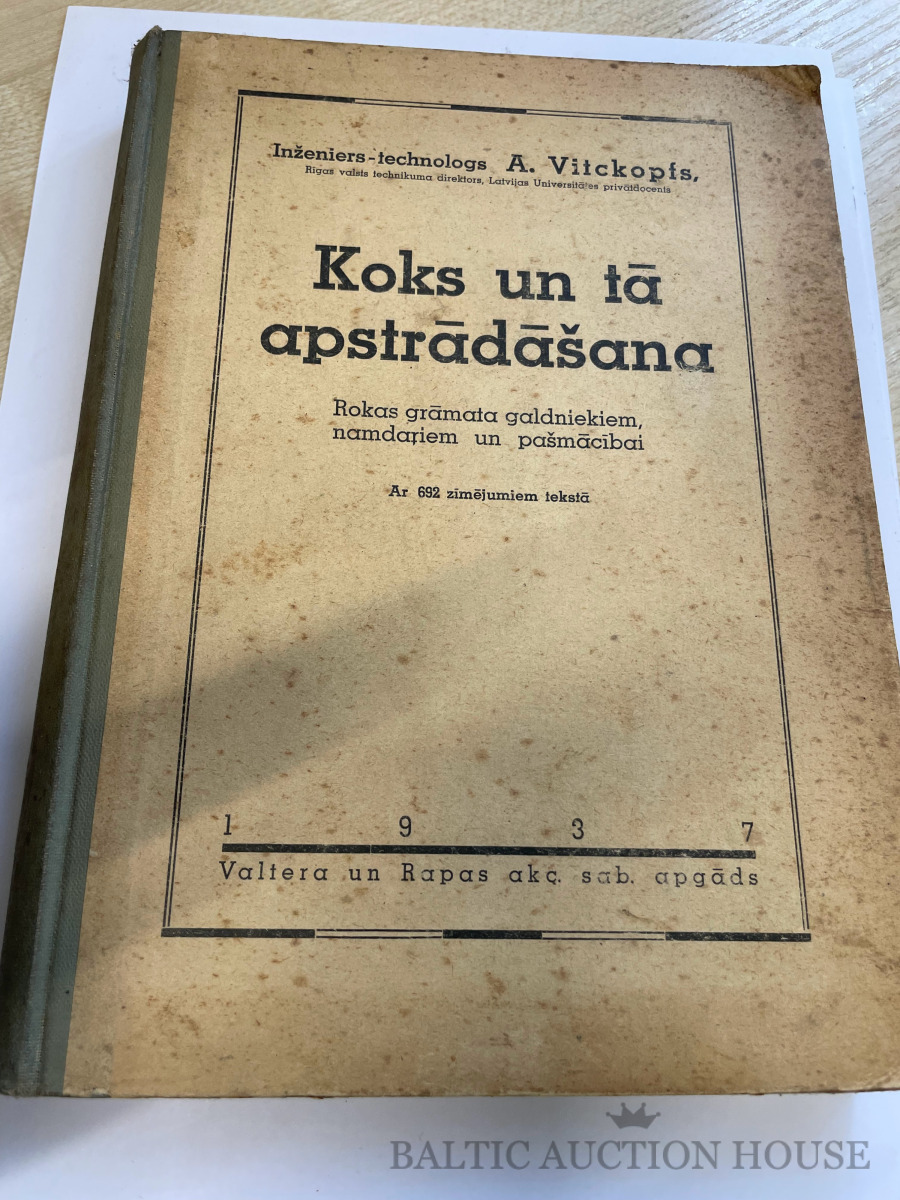 Inženiers-technologs A. Vitckopfs,
Rīgas valsts technikuma direktors, Latvijas Universitātes privātdocents
Koks un tā
apstrādāšana
Rokas grāmata galdniekiem,
namdaŗiem un pašmācībai
Ar 692 zīmējumiem tekstā
1 9 3 7
Valtera un Rapas akc. sab. apgāds
BALTIC AUCTION HOUSE